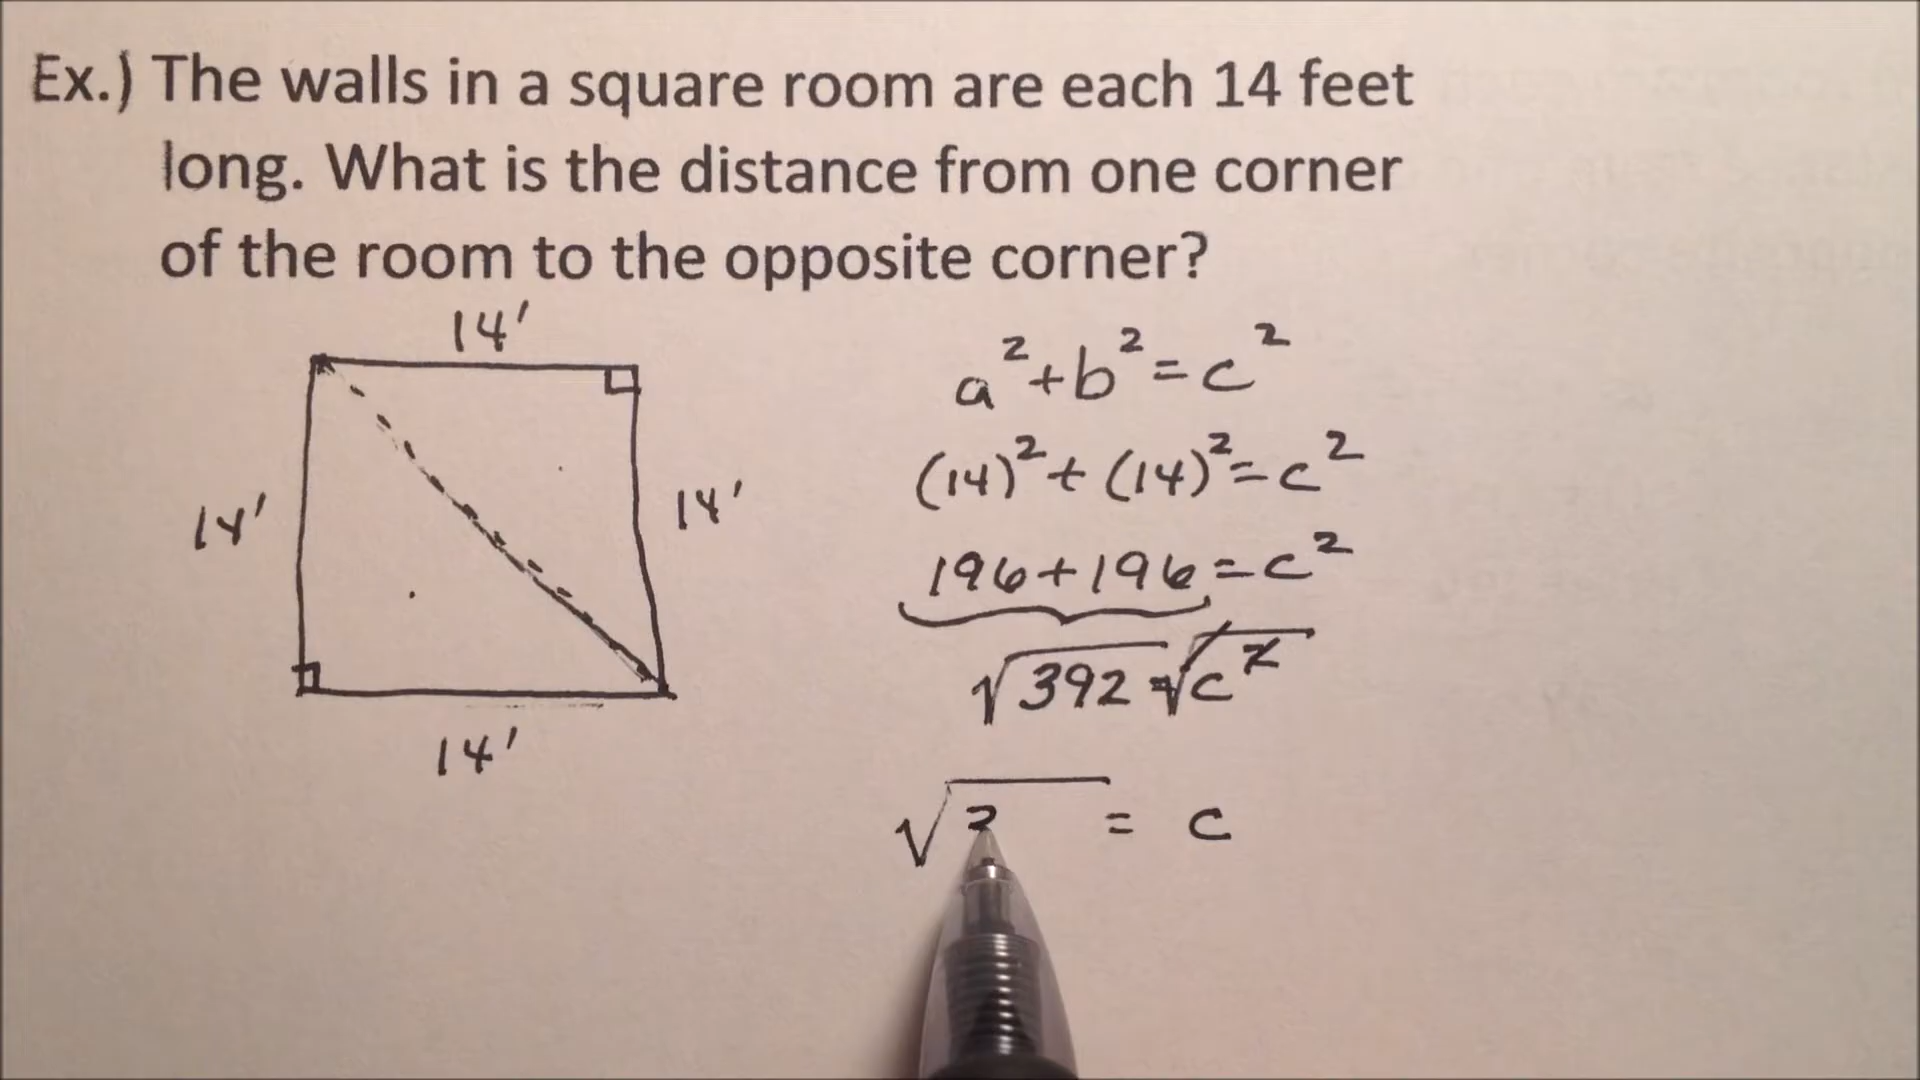 Ex.) The walls in a square room are each 14 feet
long. What is the distance from one corner
of the room to the opposite corner?
14'
14'
14'
14'
a² + b² = c²
(14)² + (14)² = c²
196 + 196 = c²
√392 = √c²
√3 = c